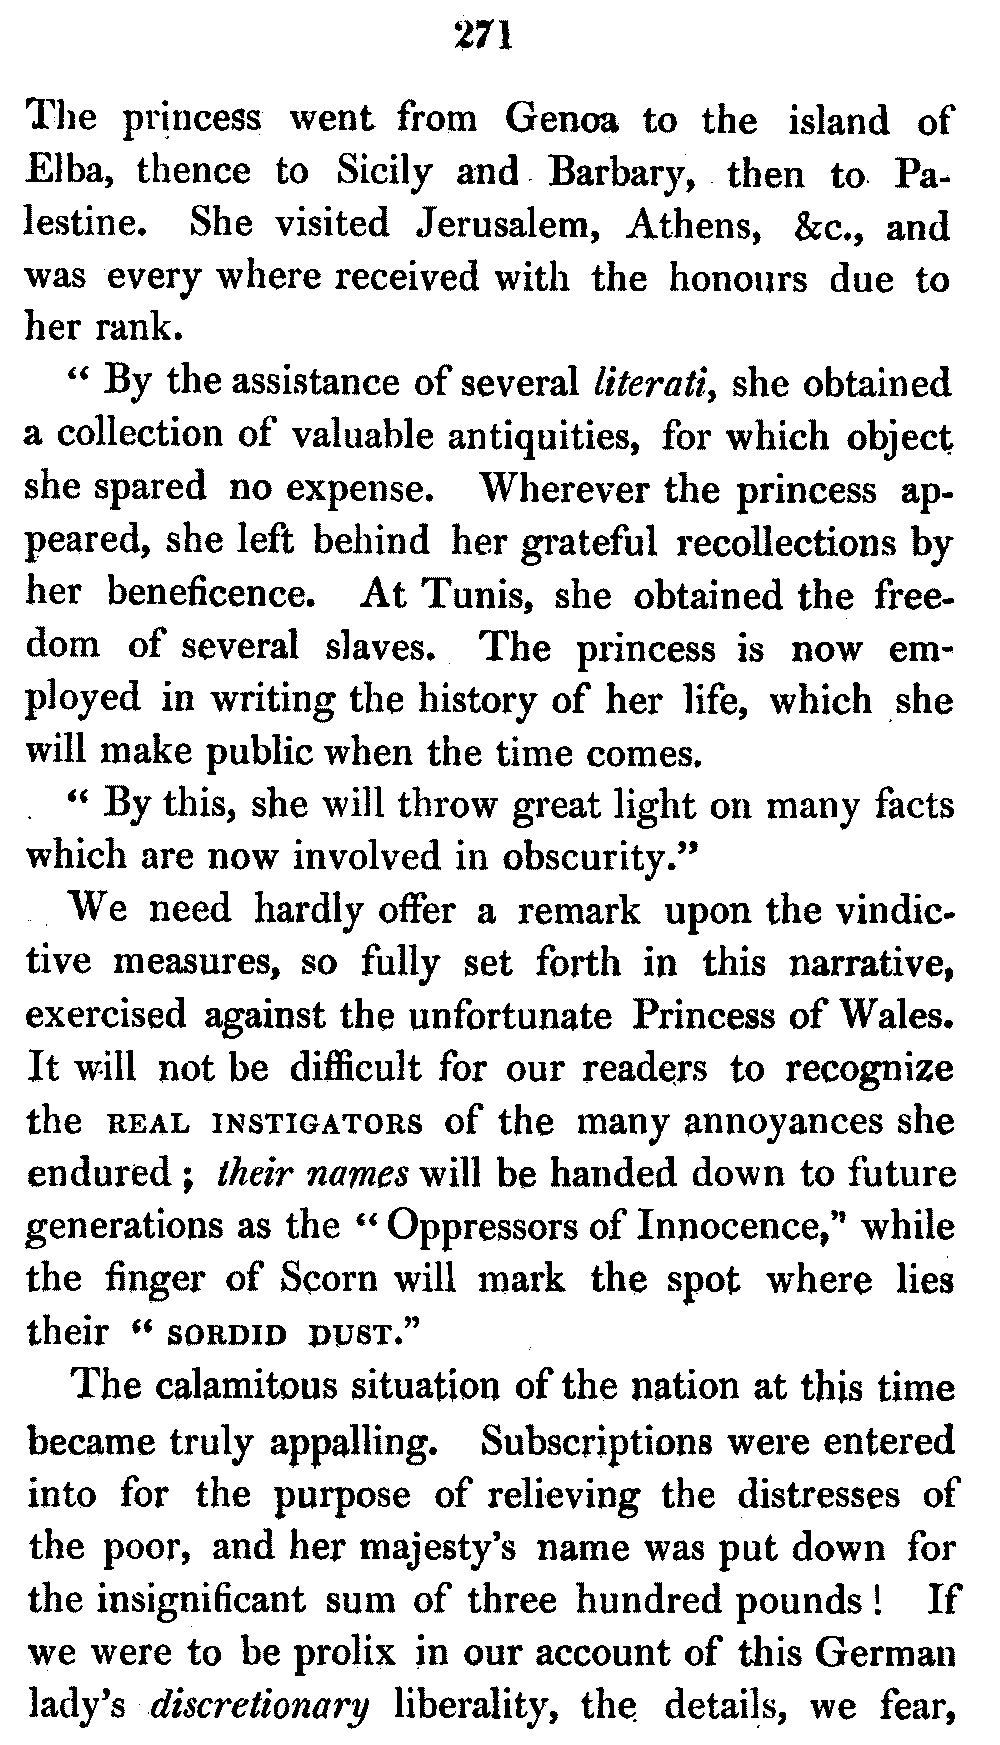 271
The princess went from Genoa to the island of
Elba, thence to Sicily and Barbary, then to Pa-
lestine. She visited Jerusalem, Athens, &c., and
was every where received with the honours due to
her rank.
“ By the assistance of several literati, she obtained
a collection of valuable antiquities, for which object
she spared no expense. Wherever the princess ap-
peared, she left behind her grateful recollections by
her beneficence. At Tunis, she obtained the free-
dom of several slaves. The princess is now em-
ployed in writing the history of her life, which she
will make public when the time comes.
“ By this, she will throw great light on many facts
which are now involved in obscurity.”
We need hardly offer a remark upon the vindic-
tive measures, so fully set forth in this narrative,
exercised against the unfortunate Princess of Wales.
It will not be difficult for our readers to recognize
the REAL INSTIGATORS of the many annoyances she
endured ; their names will be handed down to future
generations as the “ Oppressors of Innocence,” while
the finger of Scorn will mark the spot where lies
their “ SORDID DUST.”
The calamitous situation of the nation at this time
became truly appalling. Subscriptions were entered
into for the purpose of relieving the distresses of
the poor, and her majesty’s name was put down for
the insignificant sum of three hundred pounds ! If
we were to be prolix in our account of this German
lady’s discretionary liberality, the details, we fear,